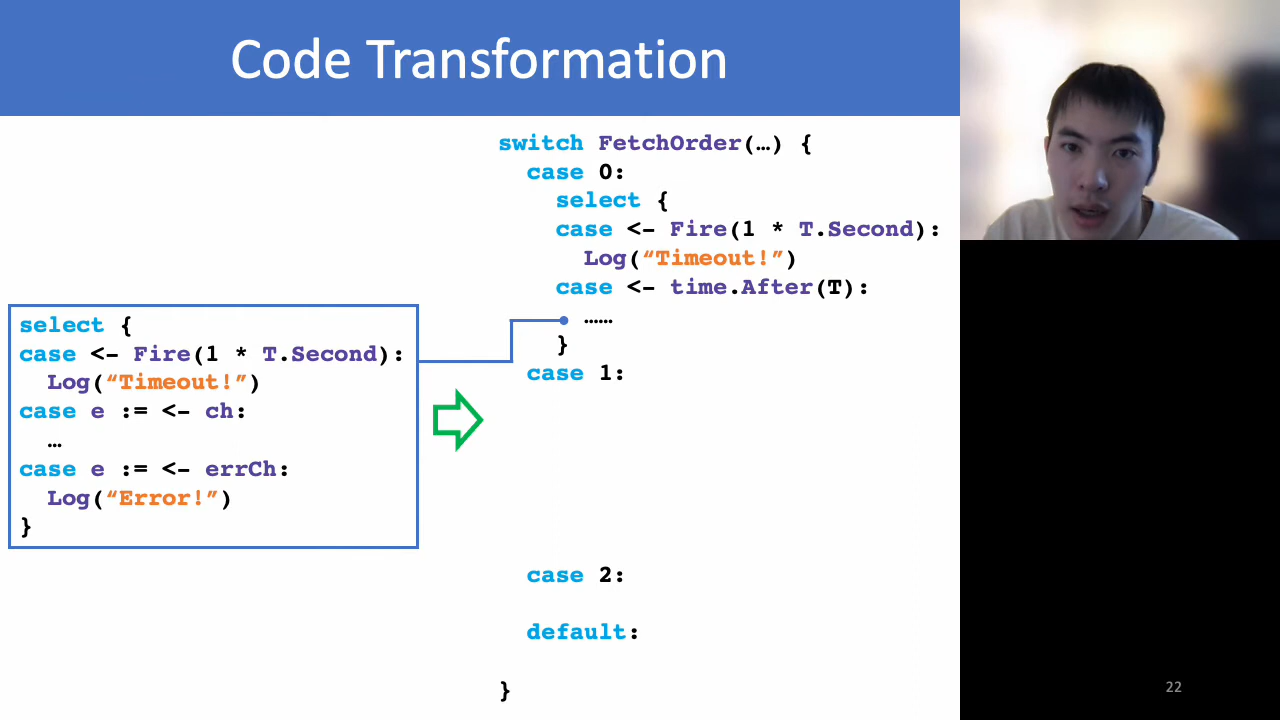 Code Transformation
select {
case <- Fire(1 * T.Second):
Log(“Timeout!”)
case e := <- ch:
…
case e := <- errCh:
Log(“Error!”)
}
switch FetchOrder(…) {
case 0:
select {
case <- Fire(1 * T.Second):
Log(“Timeout!”)
case <- time.After(T):
……
}
case 1:
case 2:
default:
}
22